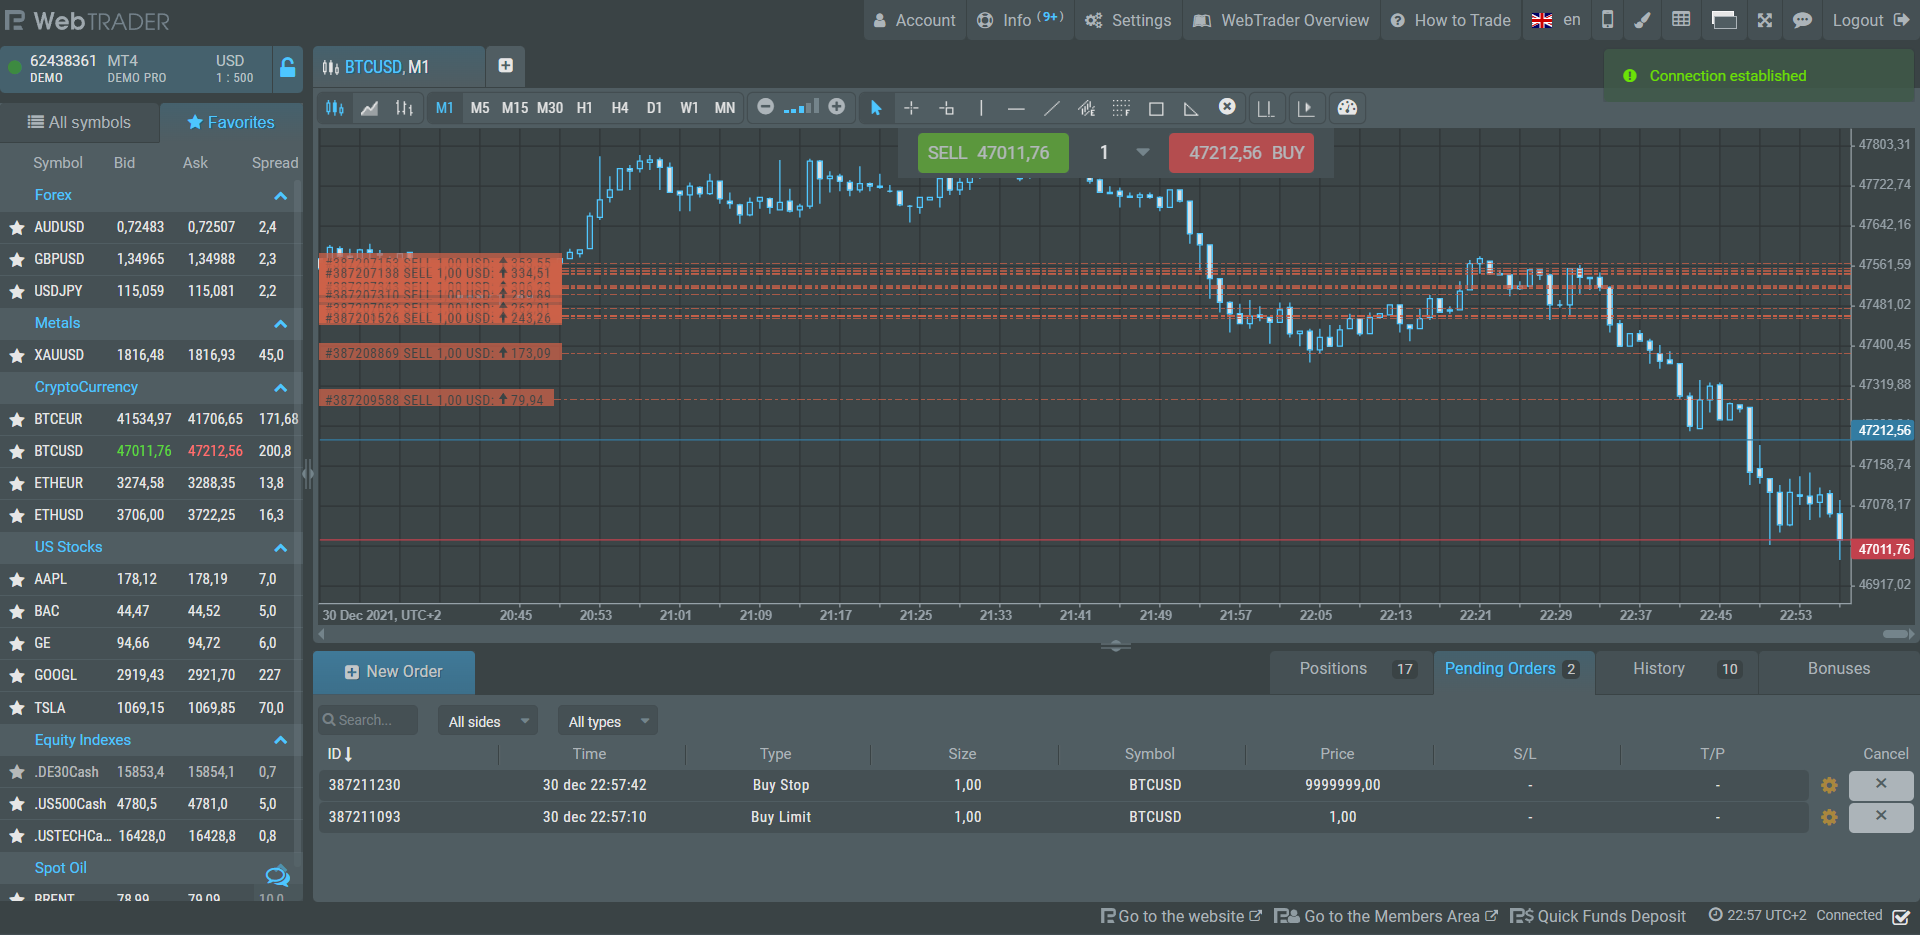 WebTRADER
Account
Info (9+)
Settings
WebTrader Overview
How to Trade
en
Logout
62438361 MT4 USD
DEMO DEMO PRO 1 : 500
BTCUSD, M1
Connection established
All symbols
Favorites
M1 M5 M15 M30 H1 H4 D1 W1 MN
E
F
Symbol Bid Ask Spread
Forex
AUDUSD 0,72483 0,72507 2,4
GBPUSD 1,34965 1,34988 2,3
USDJPY 115,059 115,081 2,2
Metals
XAUUSD 1816,48 1816,93 45,0
CryptoCurrency
BTCEUR 41534,97 41706,65 171,68
BTCUSD 47011,76 47212,56 200,8
ETHEUR 3274,58 3288,35 13,8
ETHUSD 3706,00 3722,25 16,3
US Stocks
AAPL 178,12 178,19 7,0
BAC 44,47 44,52 5,0
GE 94,66 94,72 6,0
GOOGL 2919,43 2921,70 227
TSLA 1069,15 1069,85 70,0
Equity Indexes
.DE30Cash 15853,4 15854,1 0,7
.US500Cash 4780,5 4781,0 5,0
.USTECHCa... 16428,0 16428,8 0,8
Spot Oil
BRENT 78,99 79,09 10,0
SELL 47011,76
1
47212,56 BUY
#387207138 SELL 1,00 USD: 334,51
#387201526 SELL 1,00 USD: 243,26
#387208869 SELL 1,00 USD: 173,09
#387209588 SELL 1,00 USD: 79,94
47803,31
47722,74
47642,16
47561,59
47481,02
47400,45
47319,88
47212,56
47158,74
47078,17
47011,76
46917,02
30 Dec 2021, UTC+2 20:45 20:53 21:01 21:09 21:17 21:25 21:33 21:41 21:49 21:57 22:05 22:13 22:21 22:29 22:37 22:45 22:53
New Order
Positions 17
Pending Orders 2
History 10
Bonuses
Search...
All sides
All types
ID Time Type Size Symbol Price S/L T/P Cancel
387211230 30 dec 22:57:42 Buy Stop 1,00 BTCUSD 9999999,00 - -
387211093 30 dec 22:57:10 Buy Limit 1,00 BTCUSD 1,00 - -
Go to the website
Go to the Members Area
Quick Funds Deposit
22:57 UTC+2 Connected